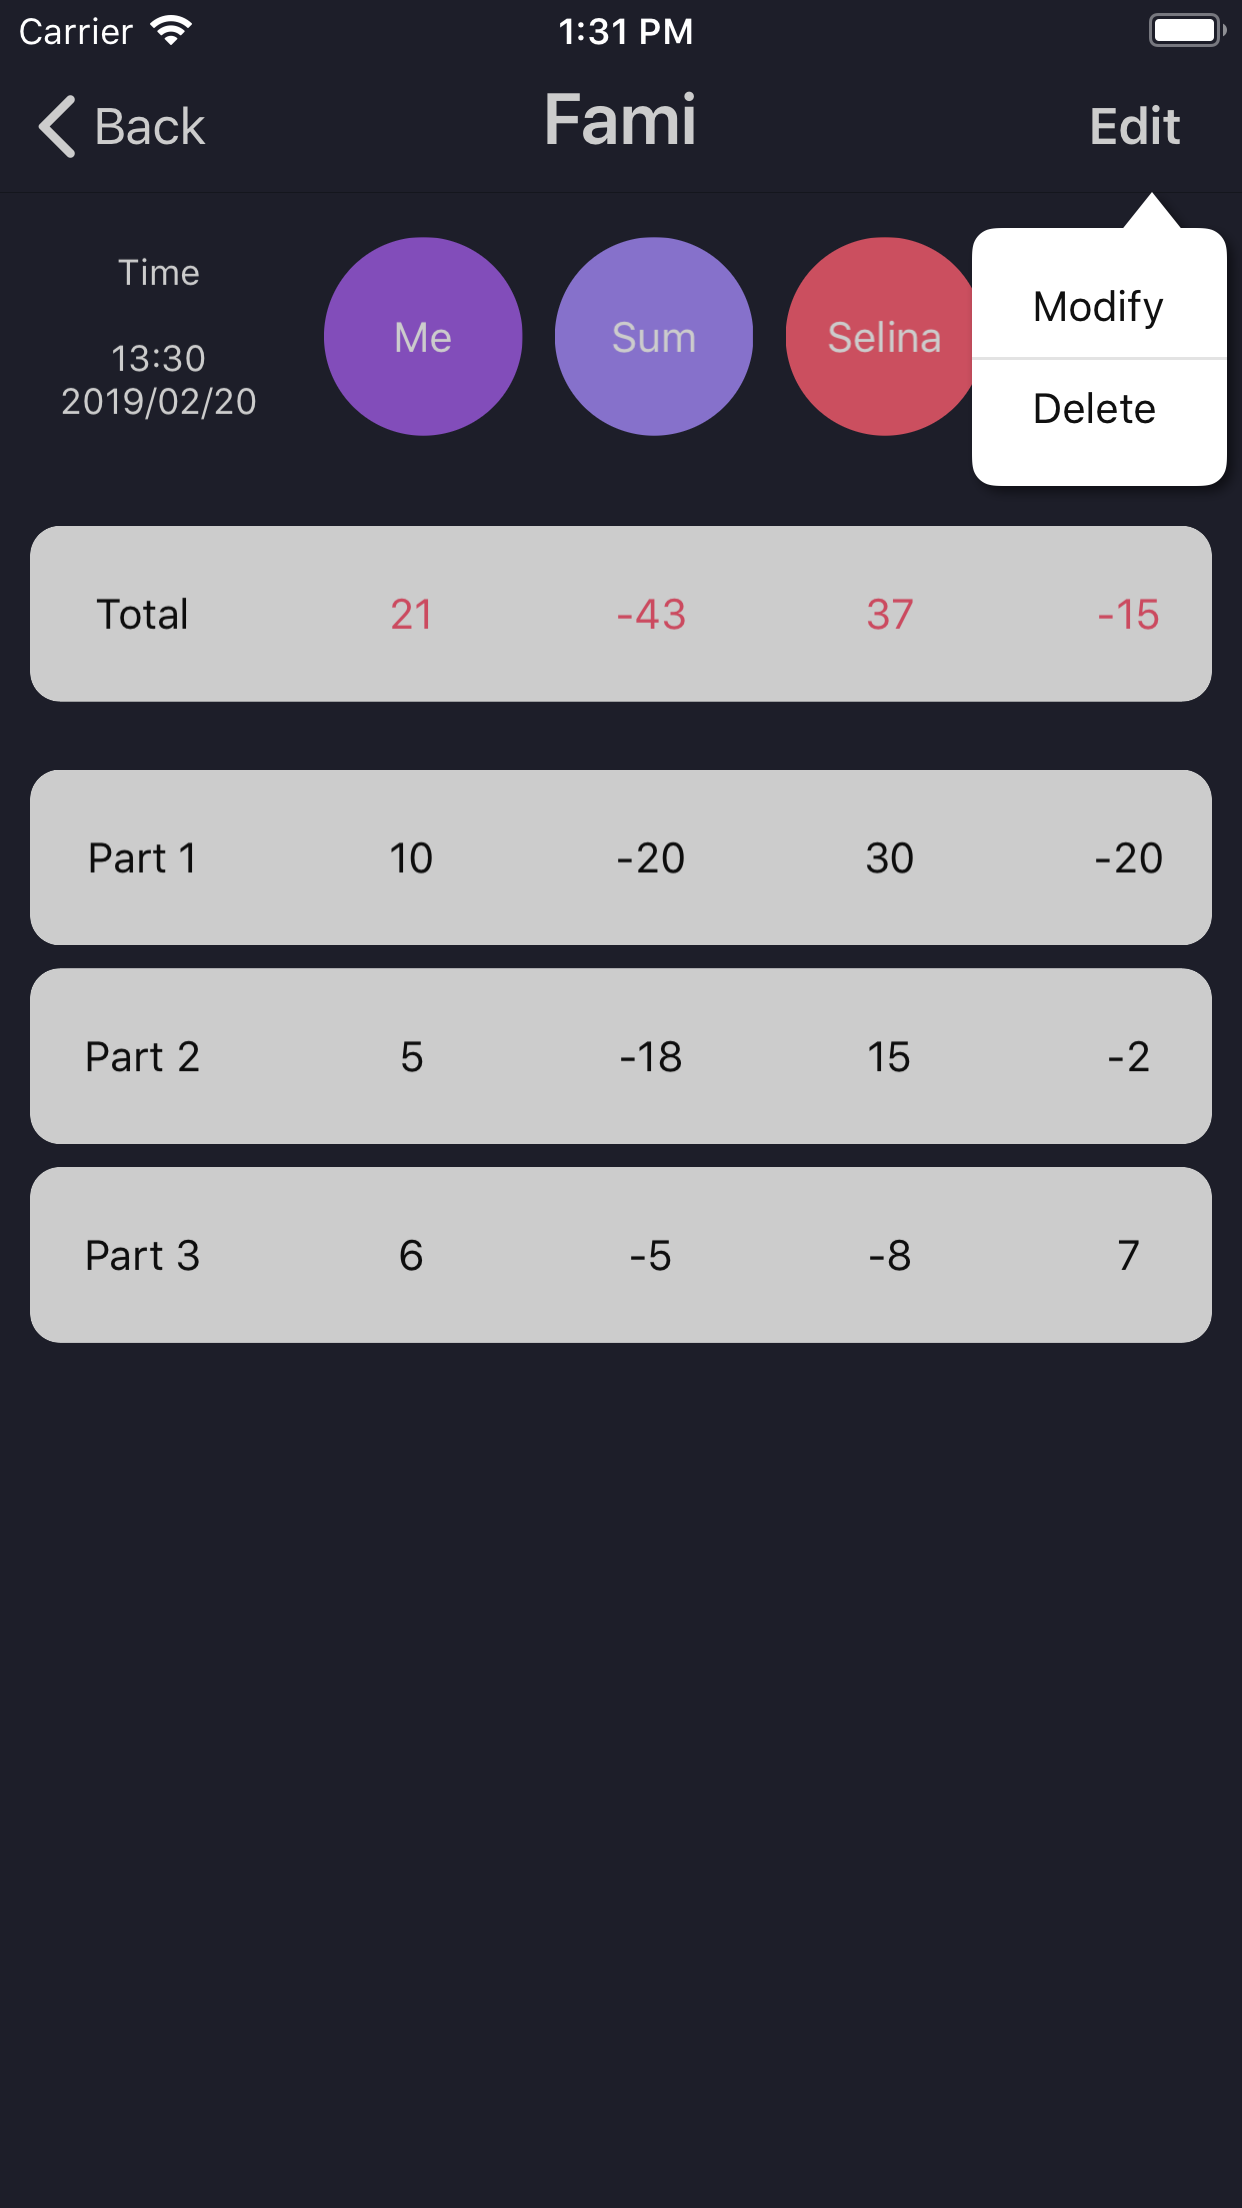 Carrier 1:31 PM
Back Fami Edit
Modify
Delete
Time
13:30
2019/02/20
Me Sum Selina
Total 21 -43 37 -15
Part 1 10 -20 30 -20
Part 2 5 -18 15 -2
Part 3 6 -5 -8 7